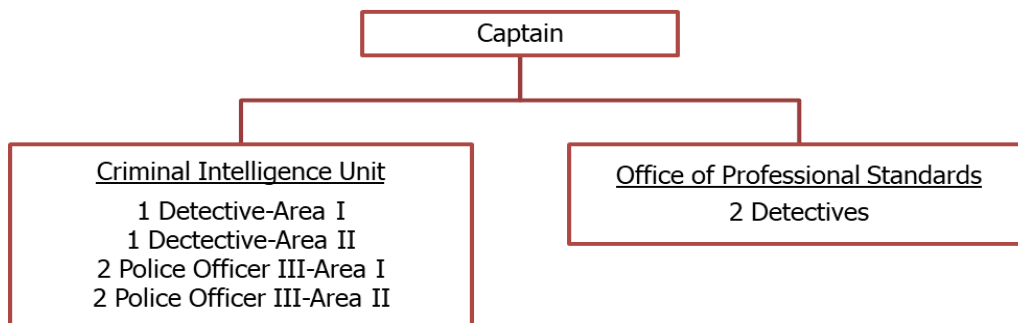 Captain
Criminal Intelligence Unit
1 Detective-Area I
1 Dectective-Area II
2 Police Officer III-Area I
2 Police Officer III-Area II
Office of Professional Standards
2 Detectives